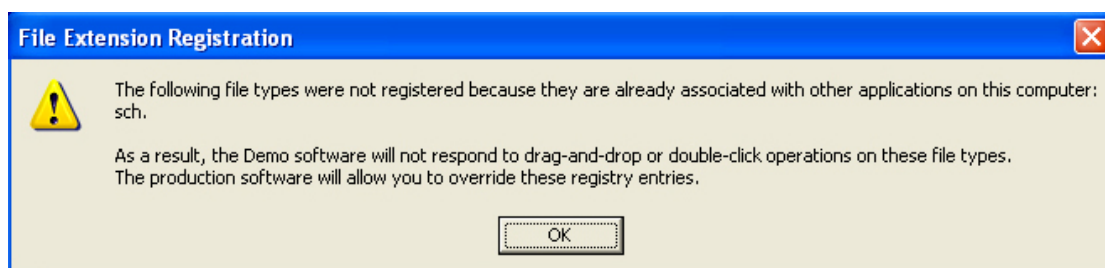 File Extension Registration
The following file types were not registered because they are already associated with other applications on this computer:
sch.
As a result, the Demo software will not respond to drag-and-drop or double-click operations on these file types.
The production software will allow you to override these registry entries.
OK